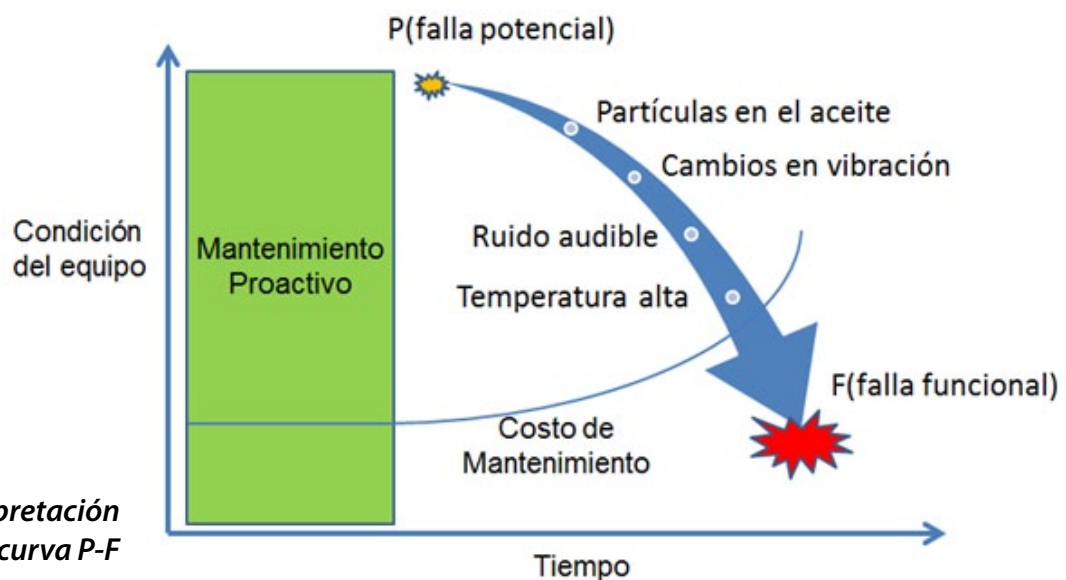 P(falla potencial)
Partículas en el aceite
Cambios en vibración
Ruido audible
Temperatura alta
Condición
del equipo
Mantenimiento
Proactivo
F(falla funcional)
Costo de
Mantenimiento
Tiempo
curva P-F